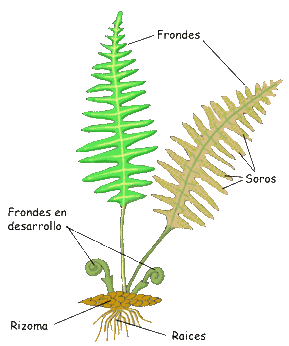 Frondes
Soros
Frondes en
desarrollo
Rizoma
Raices